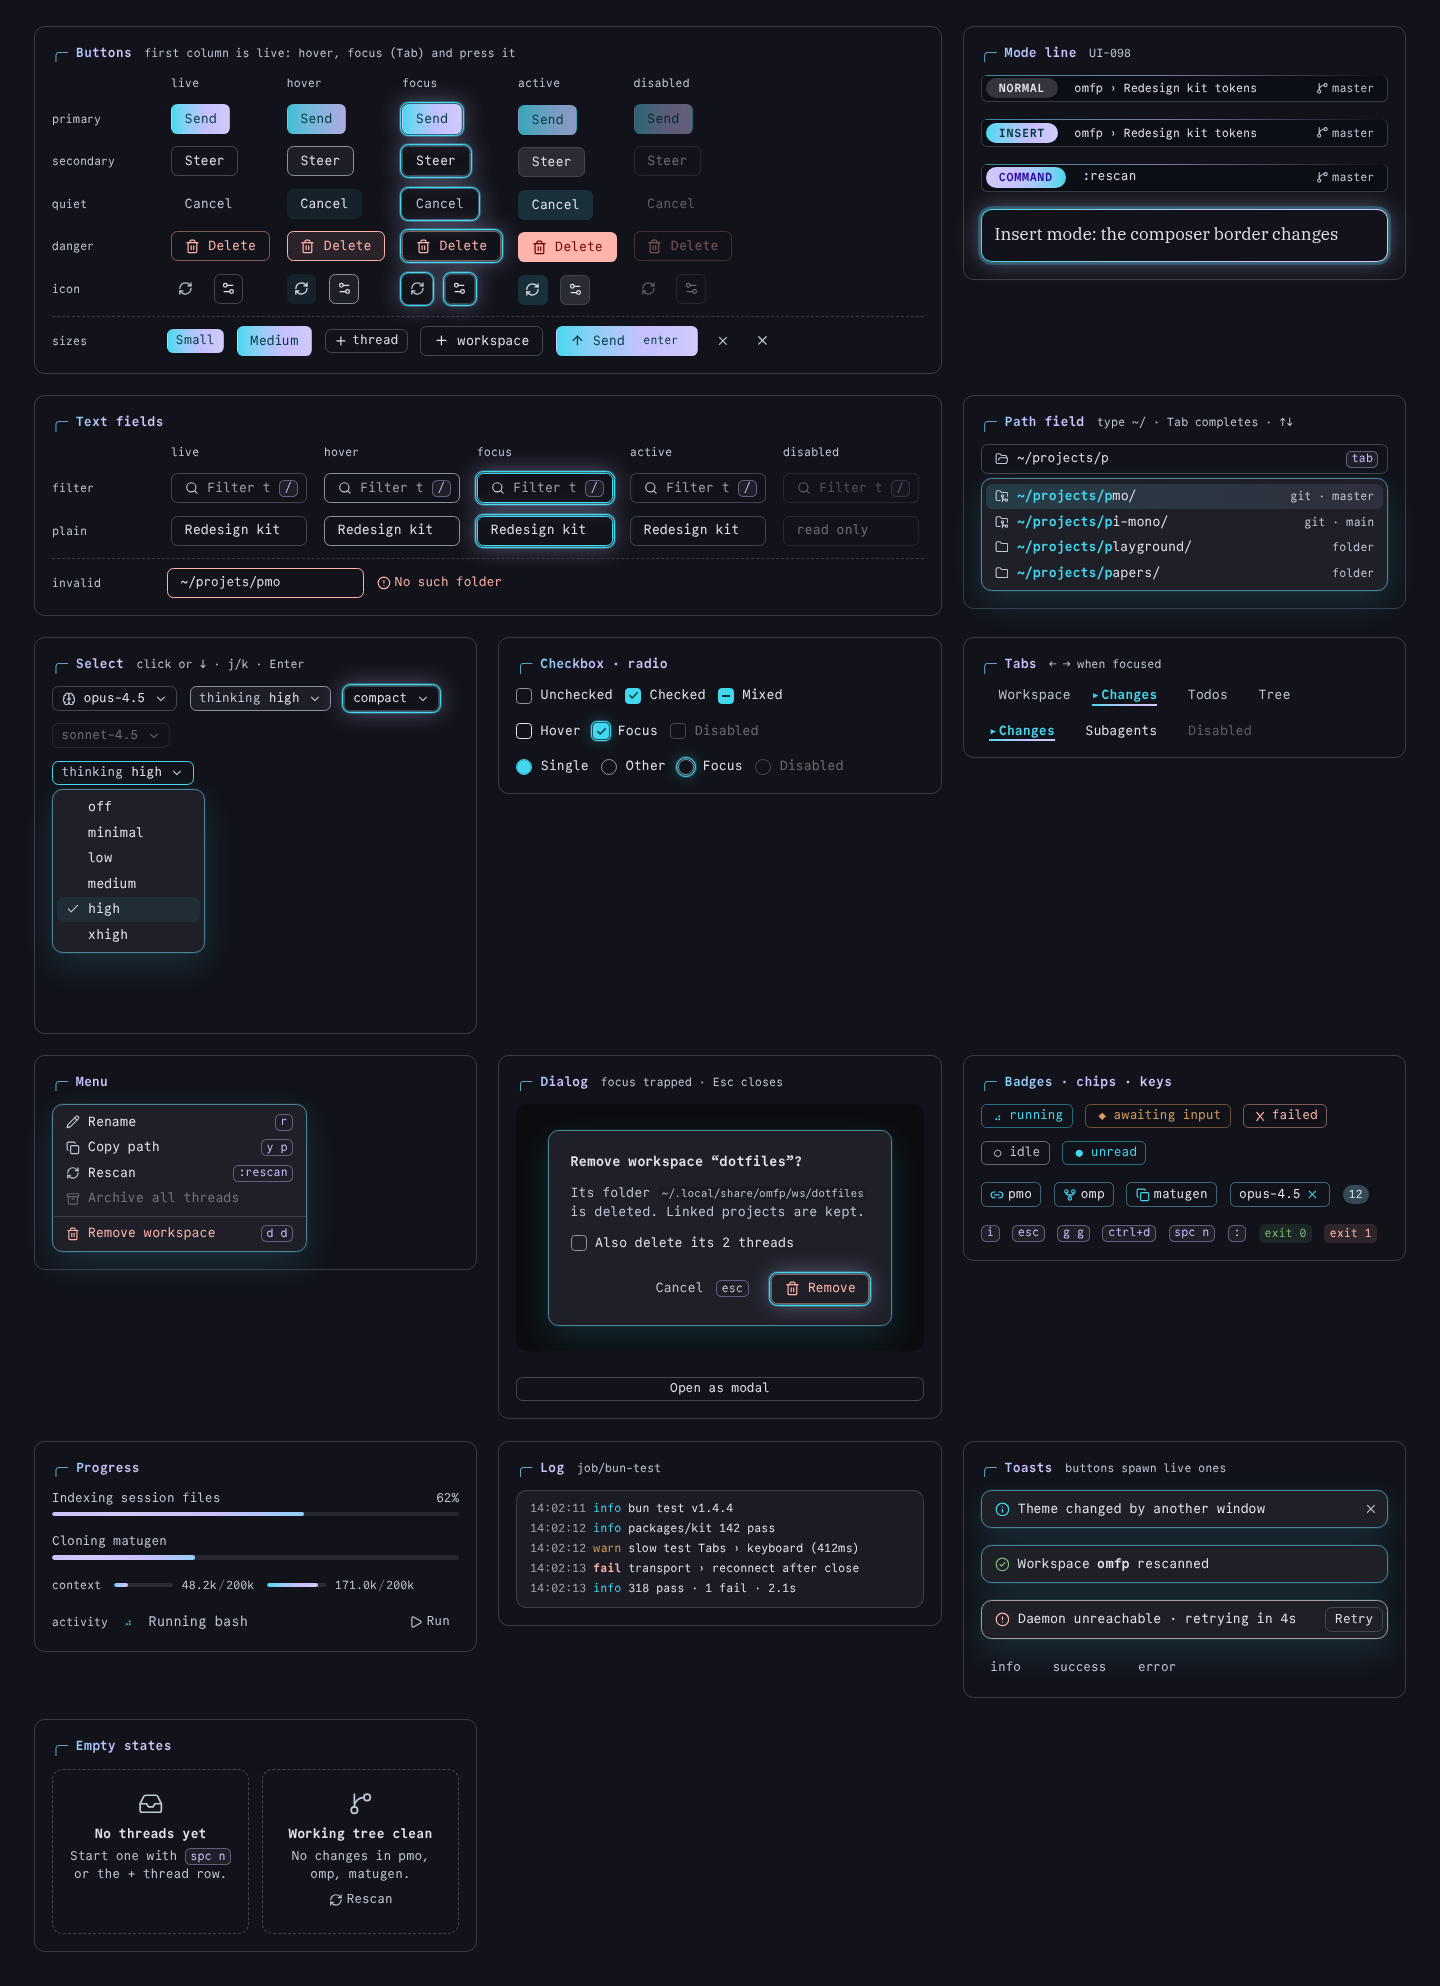 Buttons first column is live: hover, focus (Tab) and press it
live hover focus active disabled
primary Send Send Send Send Send
secondary Steer Steer Steer Steer Steer
quiet Cancel Cancel Cancel Cancel Cancel
danger Delete Delete Delete Delete Delete
icon
sizes Small Medium + thread + workspace ↑ Send enter × ×
Mode line UI-098
NORMAL omfp › Redesign kit tokens master
INSERT omfp › Redesign kit tokens master
COMMAND :rescan master
Insert mode: the composer border changes
Text fields
live hover focus active disabled
filter Filter t / Filter t / Filter t / Filter t / Filter t /
plain Redesign kit Redesign kit Redesign kit Redesign kit read only
invalid ~/projets/pmo No such folder
Path field type ~/ · Tab completes · ↑↓
~/projects/p tab
~/projects/pmo/ git · master
~/projects/pi-mono/ git · main
~/projects/playground/ folder
~/projects/papers/ folder
Select click or ↓ · j/k · Enter
opus-4.5 thinking high compact
sonnet-4.5
thinking high
off
minimal
low
medium
high
xhigh
Checkbox · radio
Unchecked Checked Mixed
Hover Focus Disabled
Single Other Focus Disabled
Tabs ← → when focused
Workspace ▸Changes Todos Tree
▸Changes Subagents Disabled
Menu
Rename r
Copy path y p
Rescan :rescan
Archive all threads
Remove workspace d d
Dialog focus trapped · Esc closes
Remove workspace “dotfiles”?
Its folder ~/.local/share/omfp/ws/dotfiles
is deleted. Linked projects are kept.
Also delete its 2 threads
Cancel esc Remove
Open as modal
Badges · chips · keys
running ◆ awaiting input failed
○ idle ● unread
pmo omp matugen opus-4.5 × 12
i esc g g ctrl+d spc n : exit 0 exit 1
Progress
Indexing session files 62%
Cloning matugen
context 48.2k/200k 171.0k/200k
activity Running bash Run
Log job/bun-test
14:02:11 info bun test v1.4.4
14:02:12 info packages/kit 142 pass
14:02:12 warn slow test Tabs › keyboard (412ms)
14:02:13 fail transport › reconnect after close
14:02:13 info 318 pass · 1 fail · 2.1s
Toasts buttons spawn live ones
Theme changed by another window ×
Workspace omfp rescanned
Daemon unreachable · retrying in 4s Retry
info success error
Empty states
No threads yet
Start one with spc n
or the + thread row.
Working tree clean
No changes in pmo,
omp, matugen.
Rescan